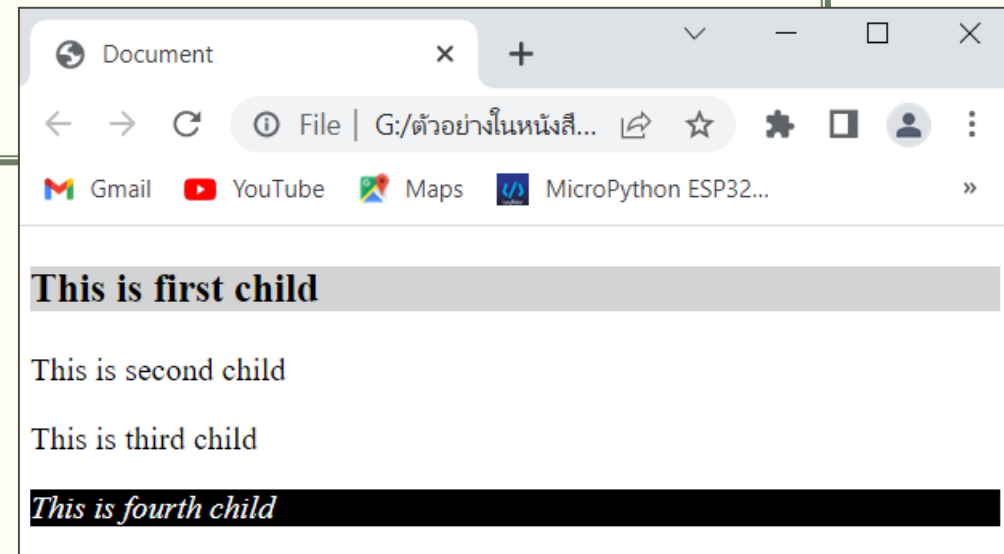 Document
File | G:/ตัวอย่างในหนังสื...
Gmail YouTube Maps MicroPython ESP32... »
This is first child
This is second child
This is third child
This is fourth child